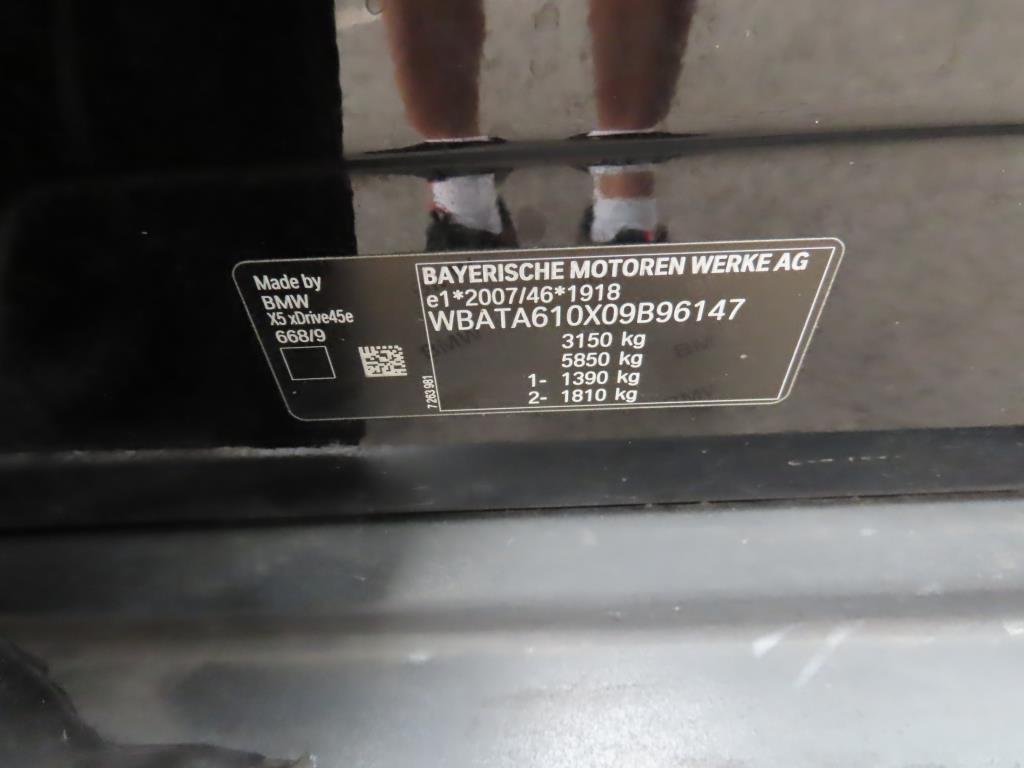 Made by
BMW
X5 xDrive45e
668/9
7 263 981
BAYERISCHE MOTOREN WERKE AG
e1*2007/46*1918
WBATA610X09B96147
3150 kg
5850 kg
1- 1390 kg
2- 1810 kg